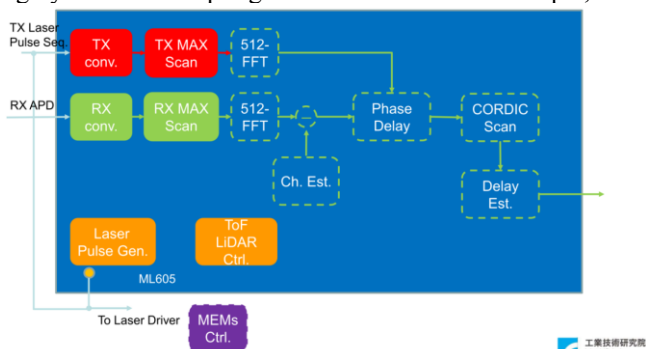 TX Laser
Pulse Seq.
TX
conv.
TX MAX
Scan
512-
FFT
RX APD
RX
conv.
RX MAX
Scan
512-
FFT
Phase
Delay
CORDIC
Scan
Ch. Est.
Delay
Est.
Laser
Pulse Gen.
ToF
LiDAR
Ctrl.
ML605
To Laser Driver
MEMs
Ctrl.
工業技術研究院